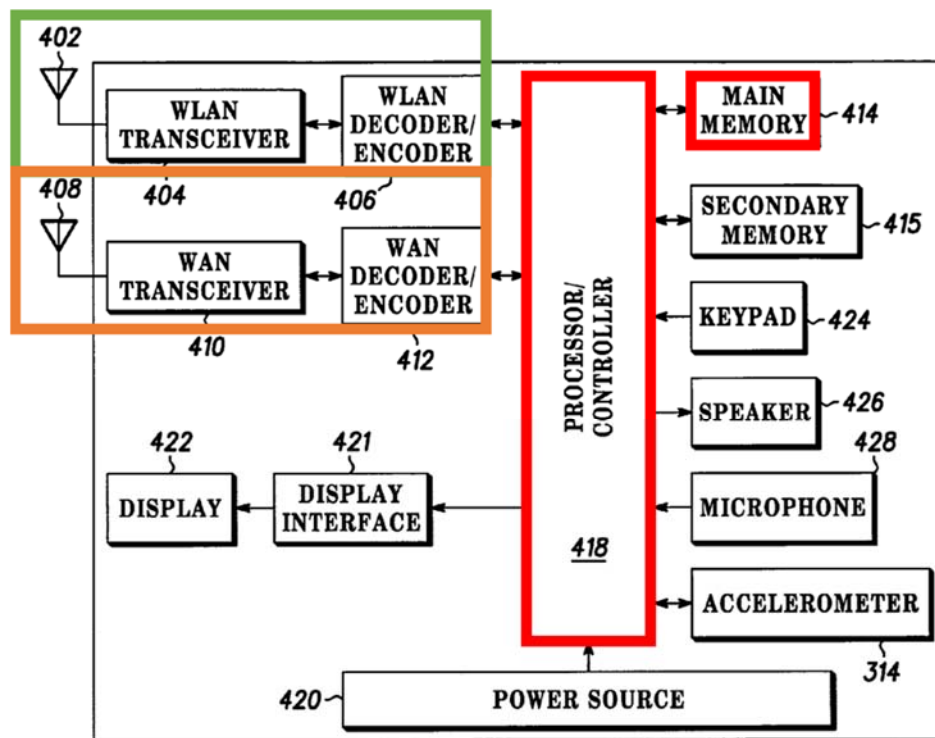 402
WLAN
TRANSCEIVER
404
WLAN
DECODER/
ENCODER
406
408
WAN
TRANSCEIVER
410
WAN
DECODER/
ENCODER
412
422
DISPLAY
421
DISPLAY
INTERFACE
PROCESSOR/
CONTROLLER
418
MAIN
MEMORY
414
SECONDARY
MEMORY
415
KEYPAD
424
SPEAKER
426
428
MICROPHONE
ACCELEROMETER
314
420
POWER SOURCE